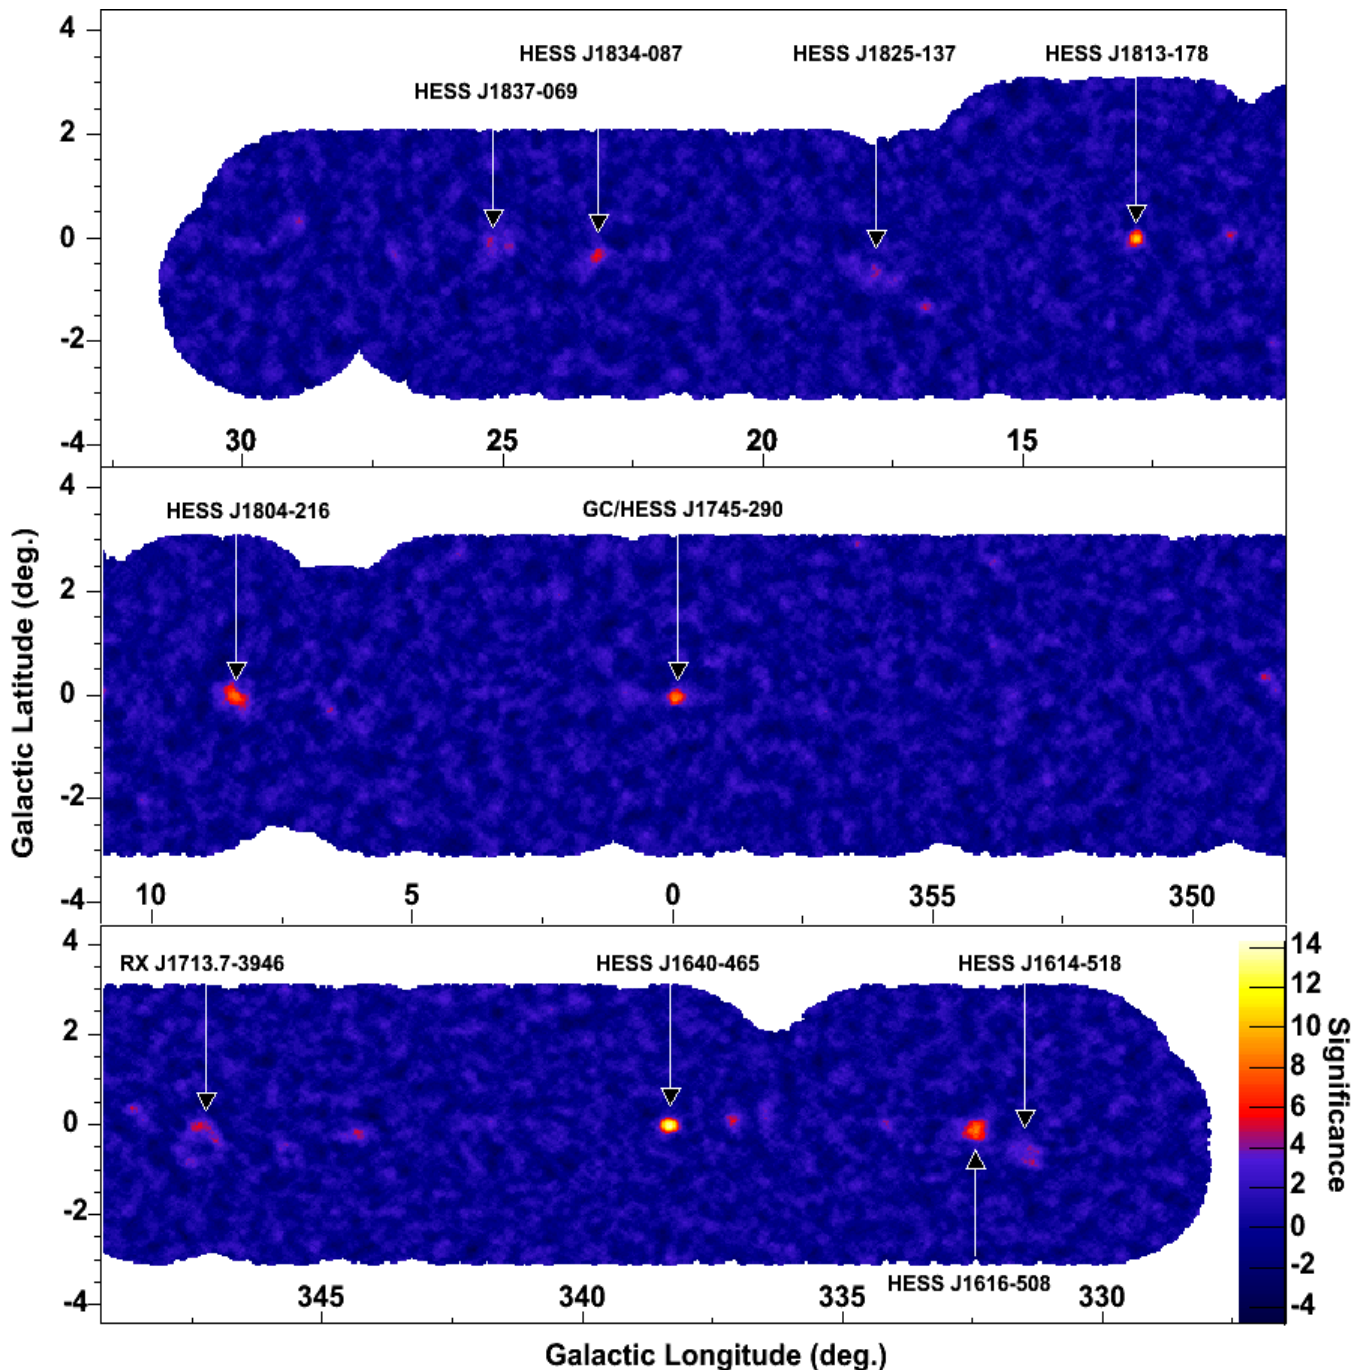 4
HESS J1834-087
HESS J1825-137
HESS J1813-178
HESS J1837-069
2
0
-2
-4
30
25
20
15
4
HESS J1804-216
GC/HESS J1745-290
2
0
-2
-4
10
5
0
355
350
Galactic Latitude (deg.)
4
RX J1713.7-3946
HESS J1640-465
HESS J1614-518
2
0
-2
-4
HESS J1616-508
345
340
335
330
14
12
10
8
6
4
2
0
-2
-4
Significance
Galactic Longitude (deg.)